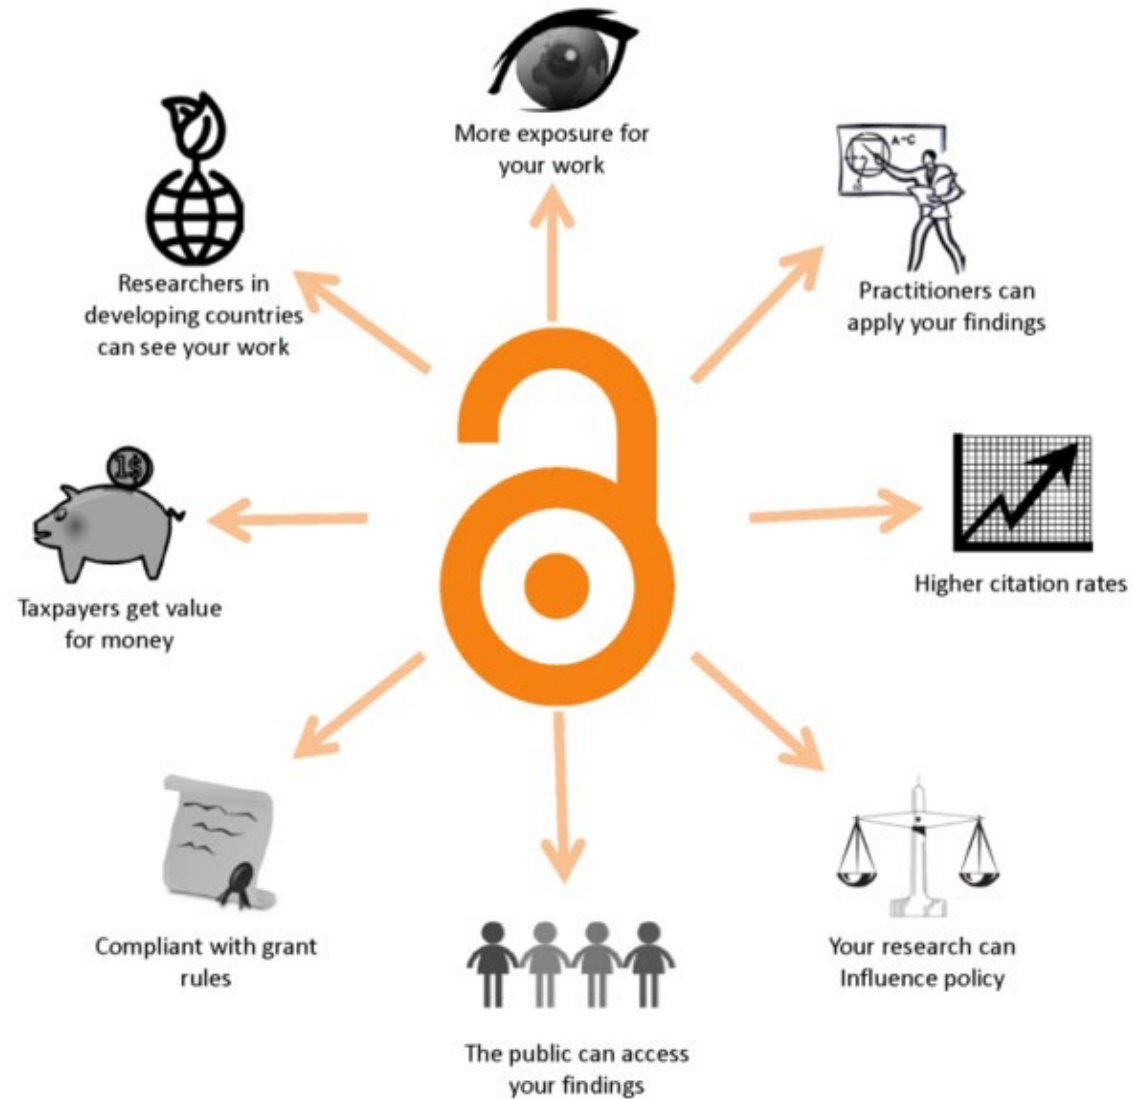 More exposure for
your work
A-C
Practitioners can
apply your findings
Higher citation rates
Your research can
Influence policy
The public can access
your findings
Compliant with grant
rules
1$
Taxpayers get value
for money
Researchers in
developing countries
can see your work